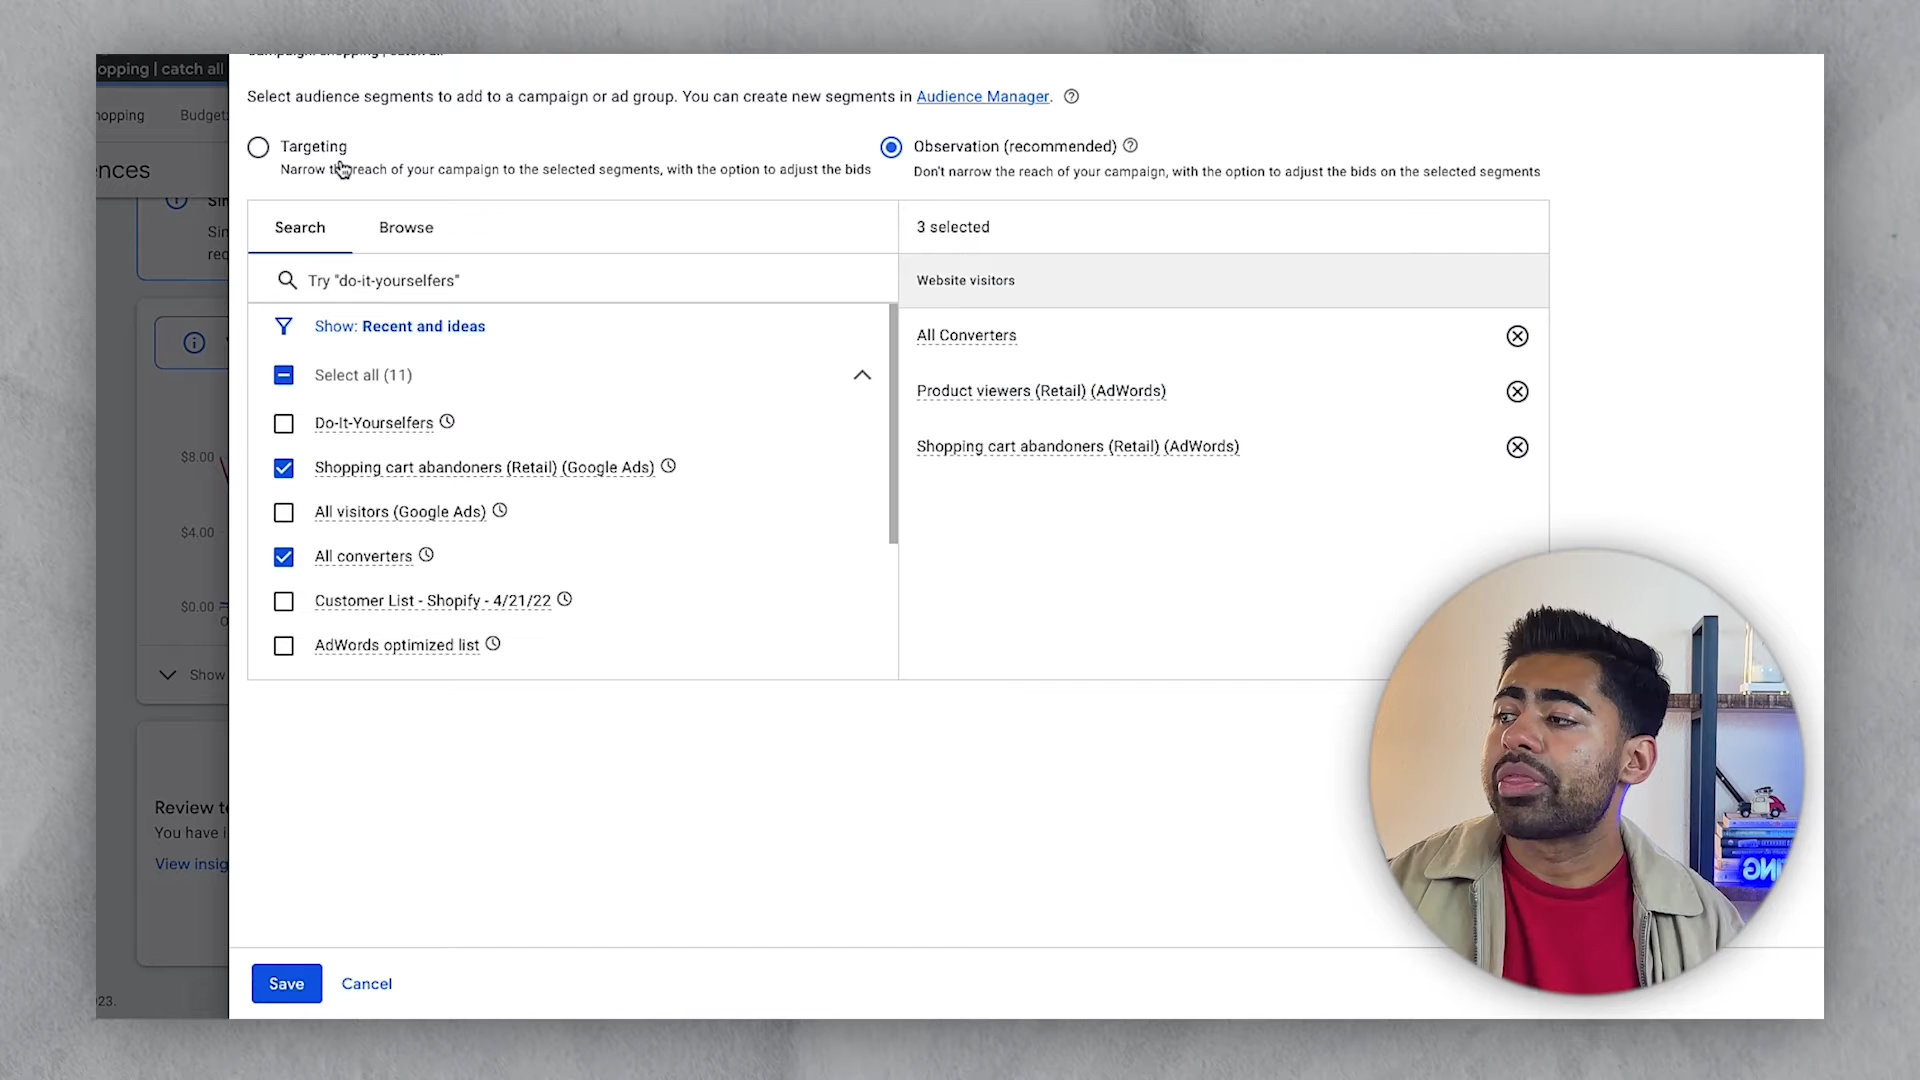 opping | catch all
Select audience segments to add to a campaign or ad group. You can create new segments in Audience Manager.
hopping Budget
Targeting
Narrow the reach of your campaign to the selected segments, with the option to adjust the bids
Observation (recommended)
Don't narrow the reach of your campaign, with the option to adjust the bids on the selected segments
ences
Search Browse
Try "do-it-yourselfers"
Show: Recent and ideas
Select all (11)
Do-It-Yourselfers
Shopping cart abandoners (Retail) (Google Ads)
All visitors (Google Ads)
All converters
Customer List - Shopify - 4/21/22
AdWords optimized list
3 selected
Website visitors
All Converters
Product viewers (Retail) (AdWords)
Shopping cart abandoners (Retail) (AdWords)
Sim
req
$8.00
$4.00
$0.00
Show
Review te
You have i
View insig
23.
Save Cancel